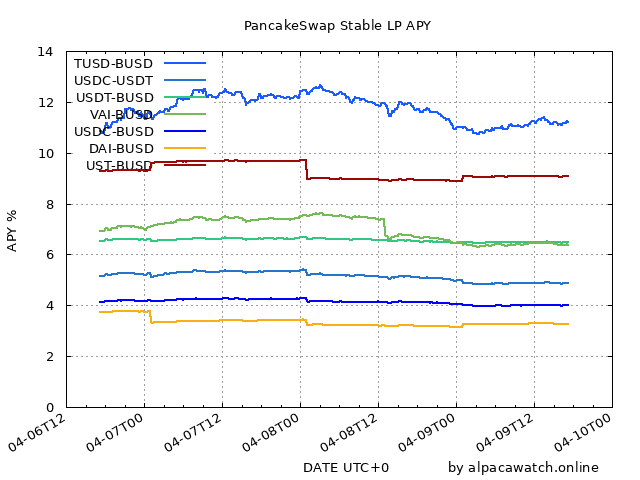 PancakeSwap Stable LP APY
14
12
10
8
6
4
2
0
APY %
TUSD-BUSD
USDC-USDT
USDT-BUSD
VAI-BUSD
USDC-BUSD
DAI-BUSD
UST-BUSD
04-06T12
04-07T00
04-07T12
04-08T00
04-08T12
04-09T00
04-09T12
04-10T00
DATE UTC+0
by alpacawatch.online